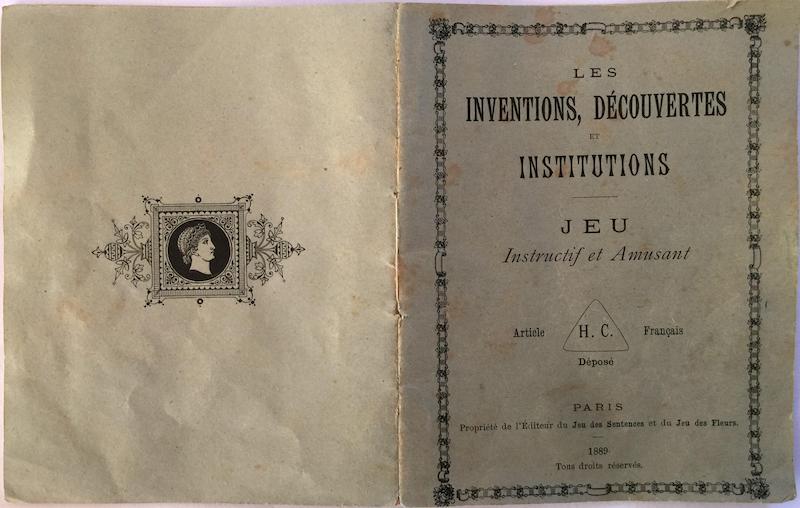 LES
INVENTIONS, DÉCOUVERTES
ET
INSTITUTIONS
JEU
Instructif et Amusant
Article H. C. Français
Déposé
PARIS
Propriété de l'Éditeur du Jeu des Sentences et du Jeu des Fleurs.
1889
Tous droits réservés.